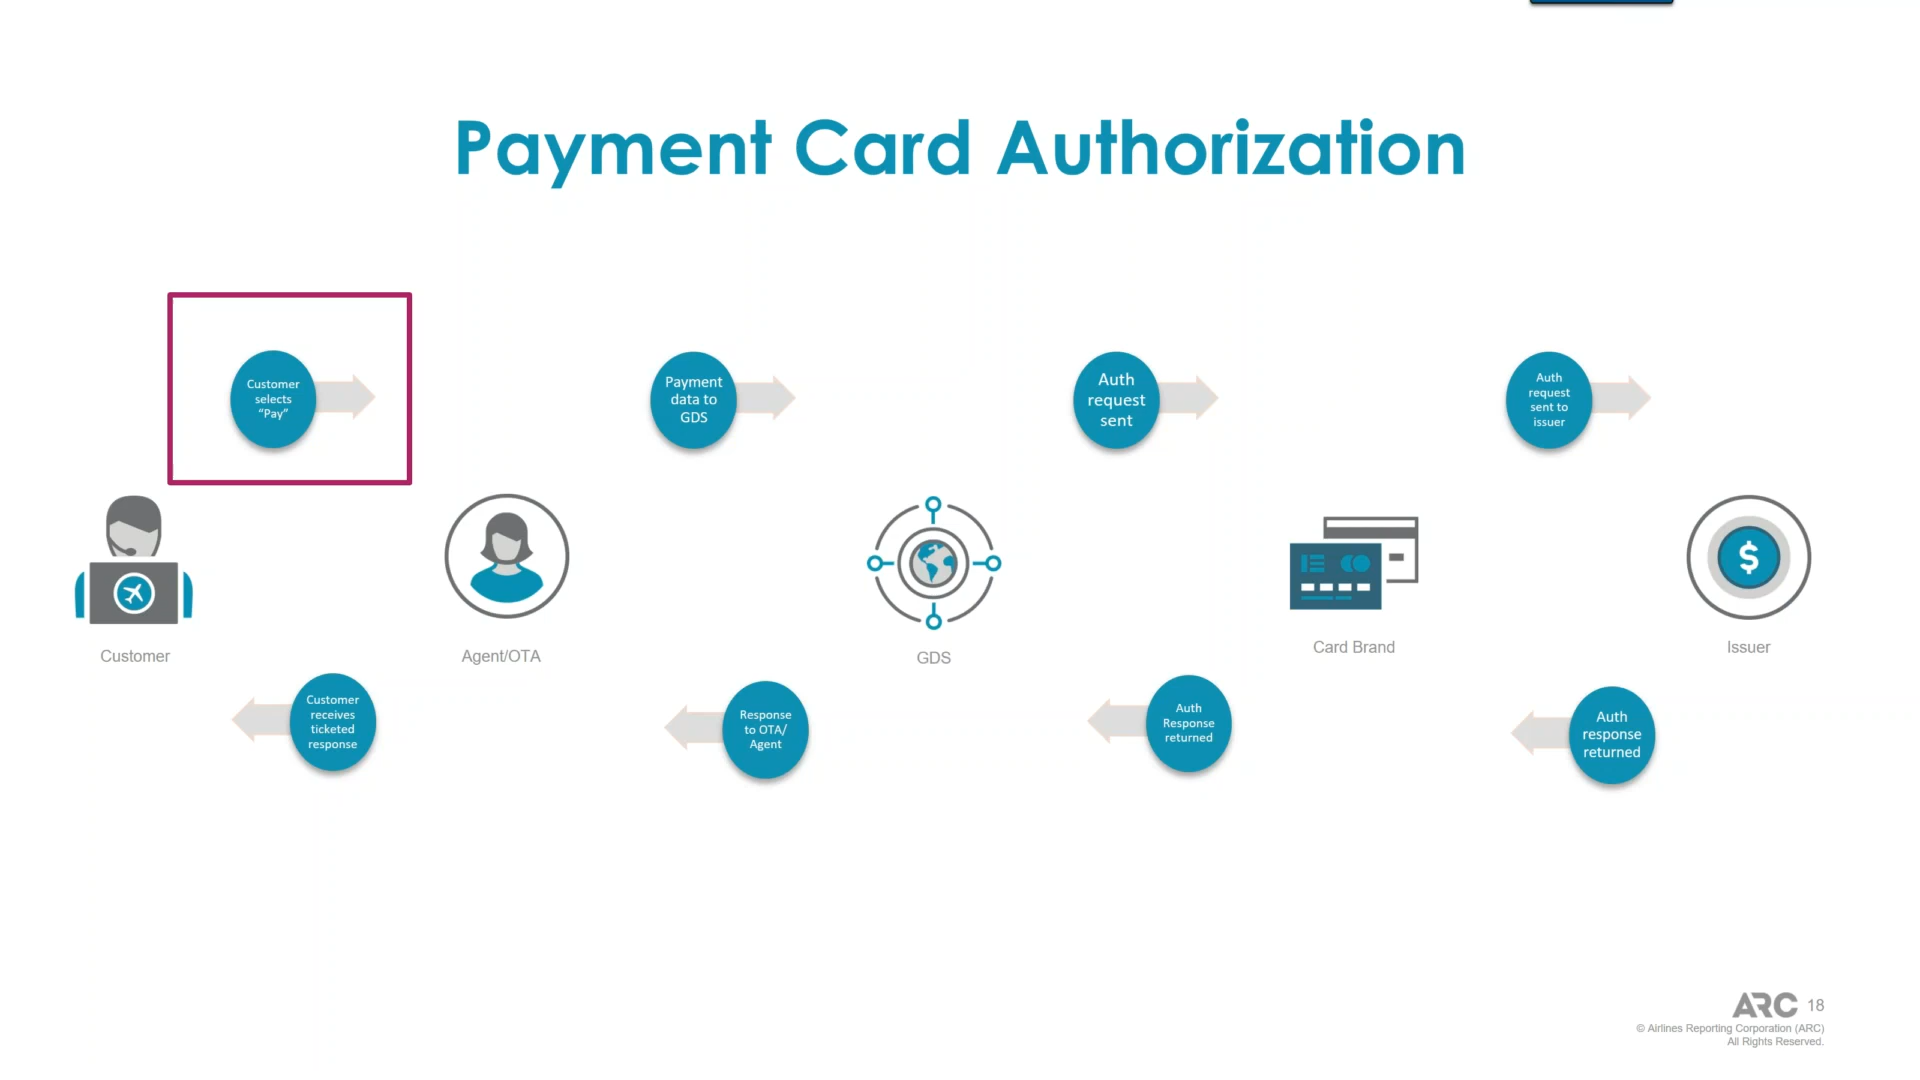 Payment Card Authorization
Customer
selects
“Pay”
Payment
data to
GDS
Auth
request
sent
Auth
request
sent to
issuer
Customer
Agent/OTA
GDS
Card Brand
Issuer
Customer
receives
ticketed
response
Response
to OTA/
Agent
Auth
Response
returned
Auth
response
returned
ARC 18
© Airlines Reporting Corporation (ARC)
All Rights Reserved.